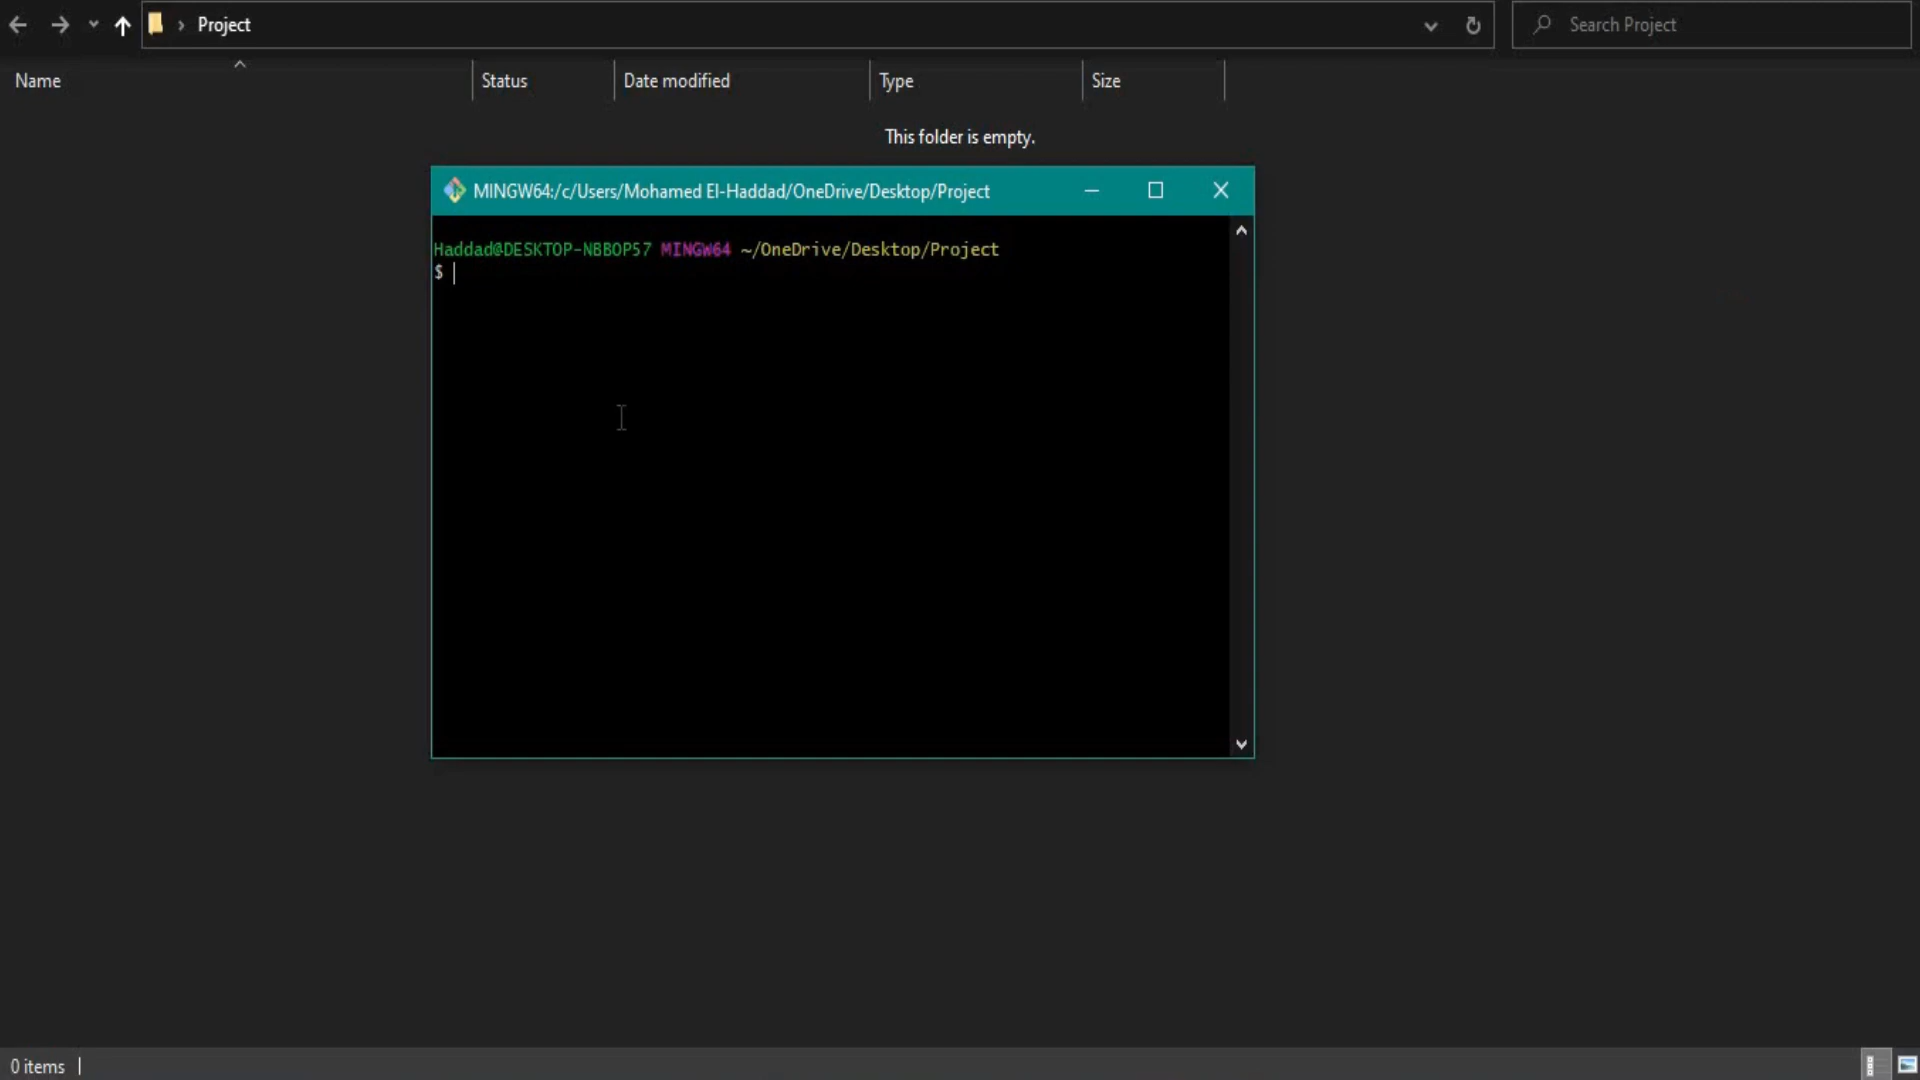 Project
Search Project
Name
Status
Date modified
Type
Size
This folder is empty.
MINGW64:/c/Users/Mohamed El-Haddad/OneDrive/Desktop/Project
Haddad@DESKTOP-NBBOP57 MINGW64 ~/OneDrive/Desktop/Project
$
0 items